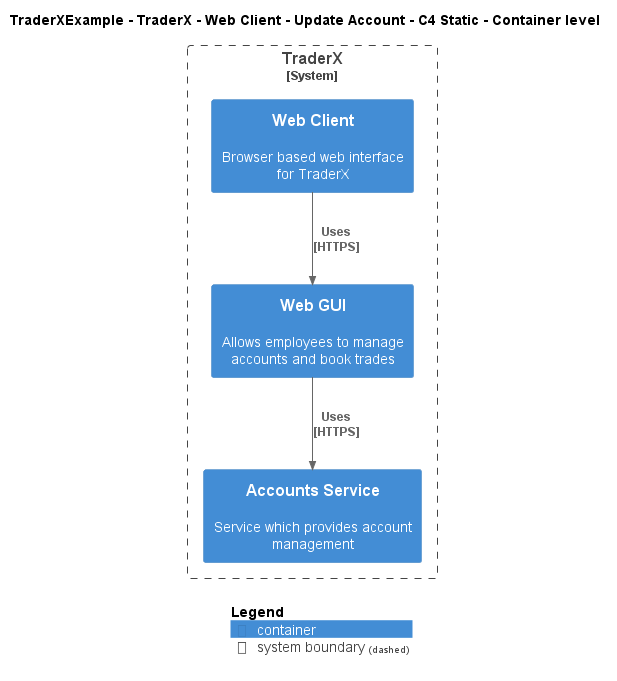 TraderXExample - TraderX - Web Client - Update Account - C4 Static - Container level
TraderX
[System]
Web Client
Browser based web interface
for TraderX
Uses
[HTTPS]
Web GUI
Allows employees to manage
accounts and book trades
Uses
[HTTPS]
Accounts Service
Service which provides account
management
Legend
container
system boundary (dashed)